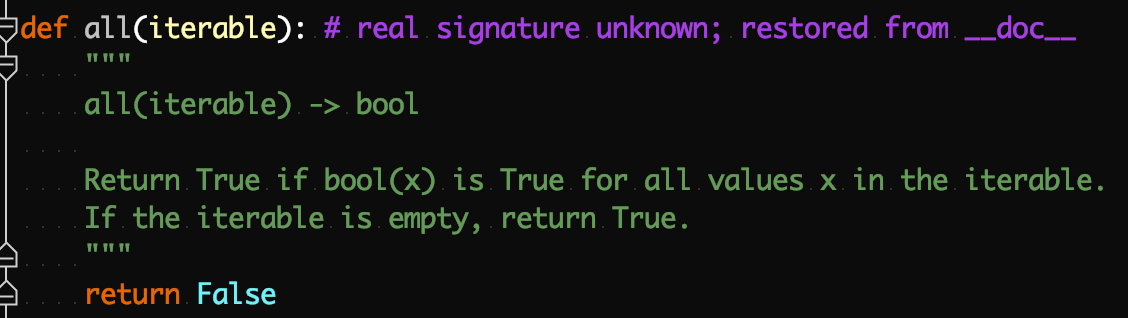 def all(iterable): # real signature unknown; restored from __doc__
"""
all(iterable) -> bool
Return True if bool(x) is True for all values x in the iterable.
If the iterable is empty, return True.
"""
return False